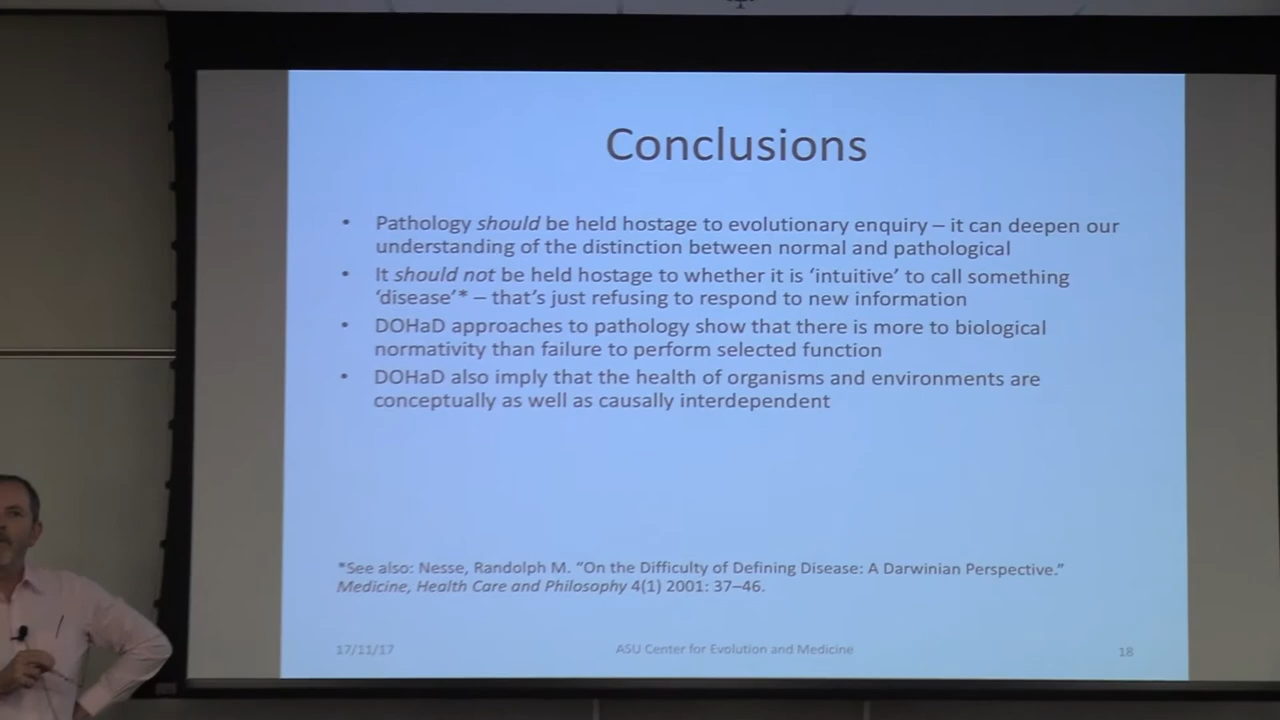 Conclusions
• Pathology should be held hostage to evolutionary enquiry – it can deepen our
understanding of the distinction between normal and pathological
• It should not be held hostage to whether it is ‘intuitive’ to call something
‘disease’* – that’s just refusing to respond to new information
• DOHaD approaches to pathology show that there is more to biological
normativity than failure to perform selected function
• DOHaD also imply that the health of organisms and environments are
conceptually as well as causally interdependent
*See also: Nesse, Randolph M. “On the Difficulty of Defining Disease: A Darwinian Perspective.”
Medicine, Health Care and Philosophy 4(1) 2001: 37–46.
17/11/17 ASU Center for Evolution and Medicine 18